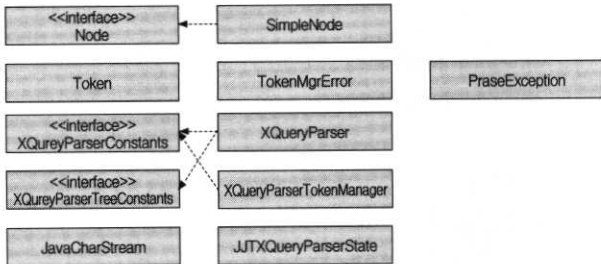 <<interface>>
Node
SimpleNode
Token
TokenMgrError
PraseException
<<interface>>
XQureyParserConstants
XQueryParser
<<interface>>
XQureyParserTreeConstants
XQueryParserTokenManager
JavaCharStream
JJTXQueryParserState